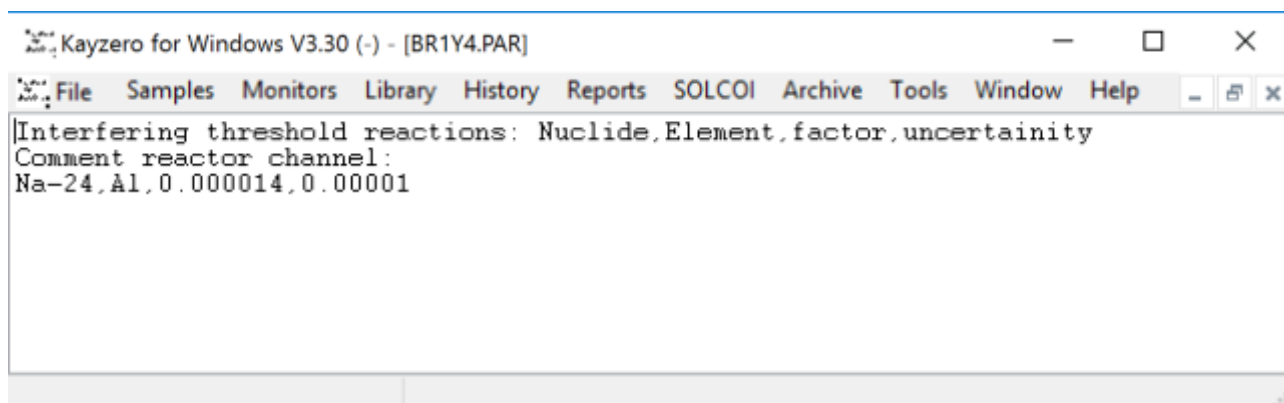 Kayzero for Windows V3.30 (-) - [BR1Y4.PAR]
File Samples Monitors Library History Reports SOLCOI Archive Tools Window Help
Interfering threshold reactions: Nuclide,Element,factor,uncertainity
Comment reactor channel:
Na-24,Al,0.000014,0.00001